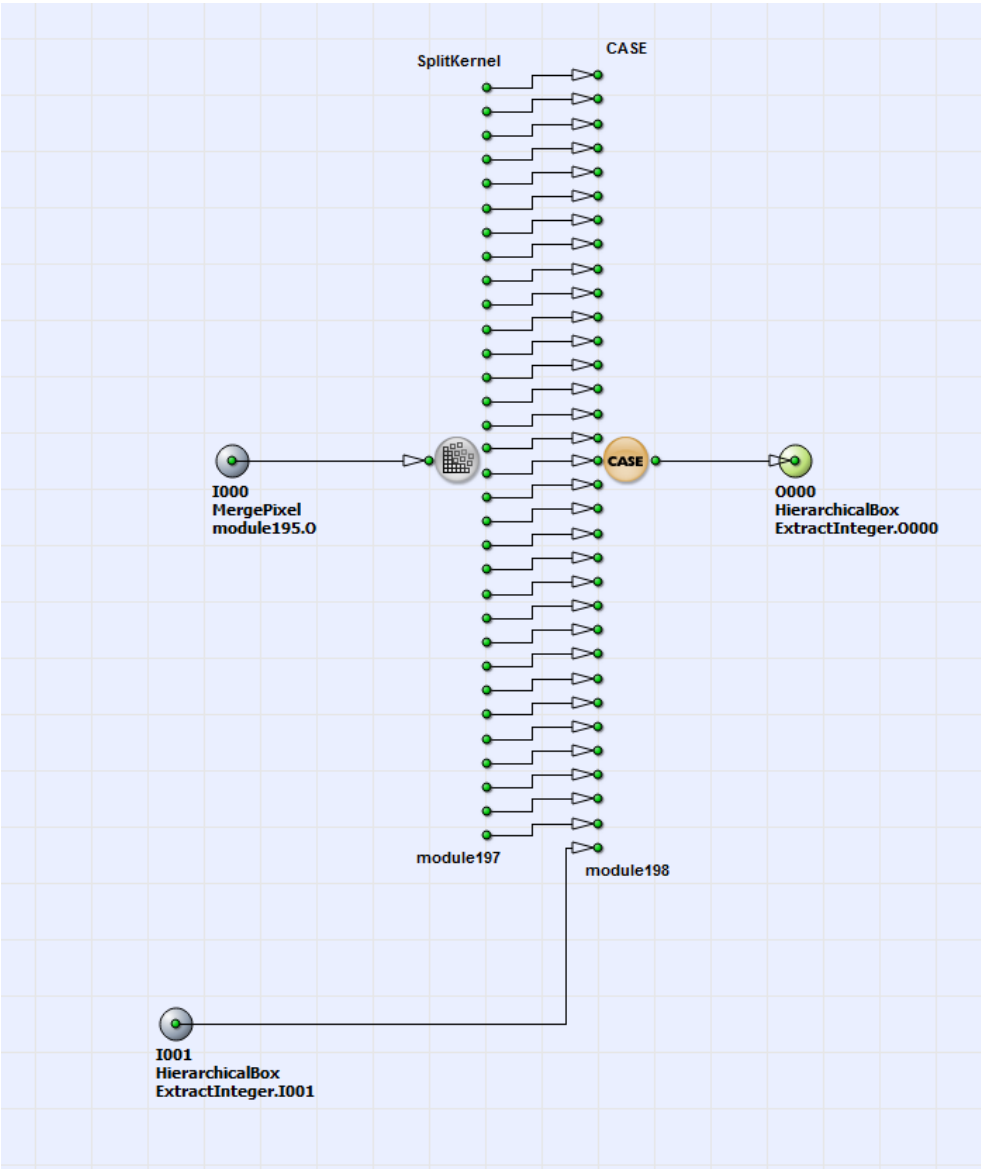 CASE
SplitKernel
CASE
I000
MergePixel
module195.O
O000
HierarchicalBox
ExtractInteger.O000
module197
module198
I001
HierarchicalBox
ExtractInteger.I001